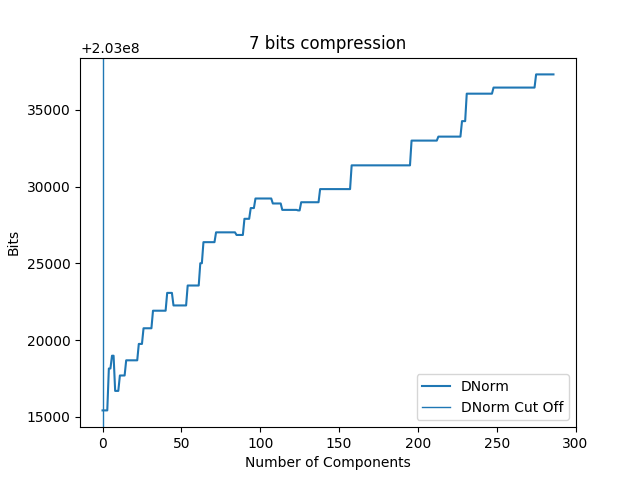 7 bits compression
+2.03e8
35000
30000
25000
20000
15000
Bits
0 50 100 150 200 250 300
Number of Components
DNorm
DNorm Cut Off